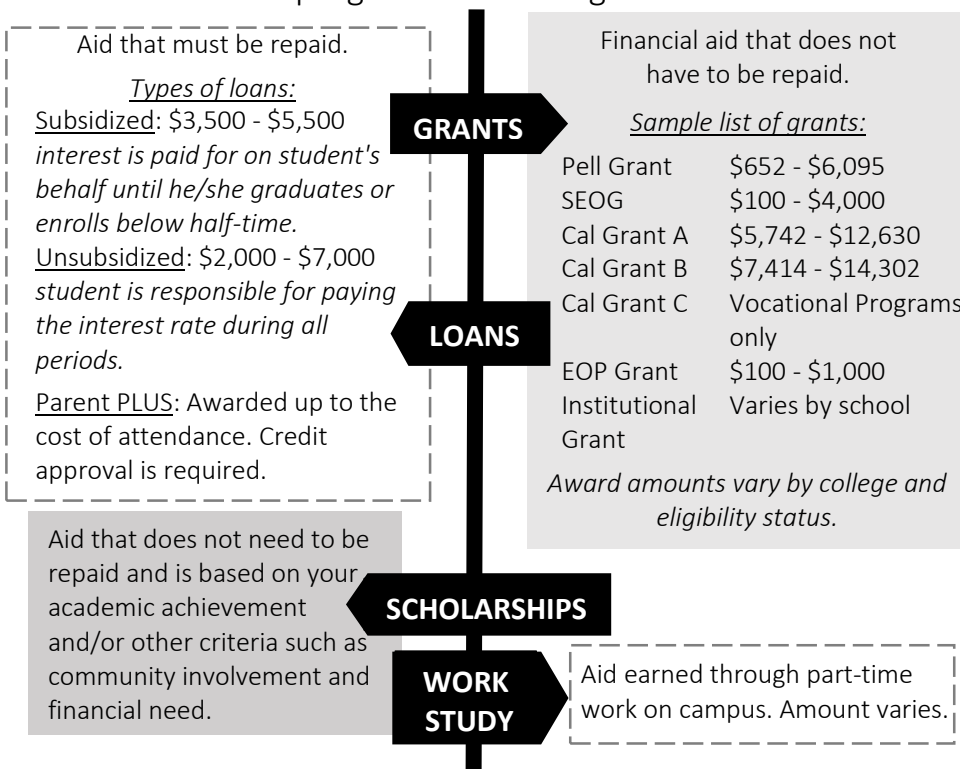 Aid that must be repaid.
Types of loans:
Subsidized: $3,500 - $5,500
interest is paid for on student's
behalf until he/she graduates or
enrolls below half-time.
Unsubsidized: $2,000 - $7,000
student is responsible for paying
the interest rate during all
periods.
Parent PLUS: Awarded up to the
cost of attendance. Credit
approval is required.
GRANTS
Financial aid that does not
have to be repaid.
Sample list of grants:
Pell Grant $652 - $6,095
SEOG $100 - $4,000
Cal Grant A $5,742 - $12,630
Cal Grant B $7,414 - $14,302
Cal Grant C Vocational Programs
only
EOP Grant $100 - $1,000
Institutional Varies by school
Grant
Award amounts vary by college and
eligibility status.
LOANS
Aid that does not need to be
repaid and is based on your
academic achievement
and/or other criteria such as
community involvement and
financial need.
SCHOLARSHIPS
WORK
STUDY
Aid earned through part-time
work on campus. Amount varies.